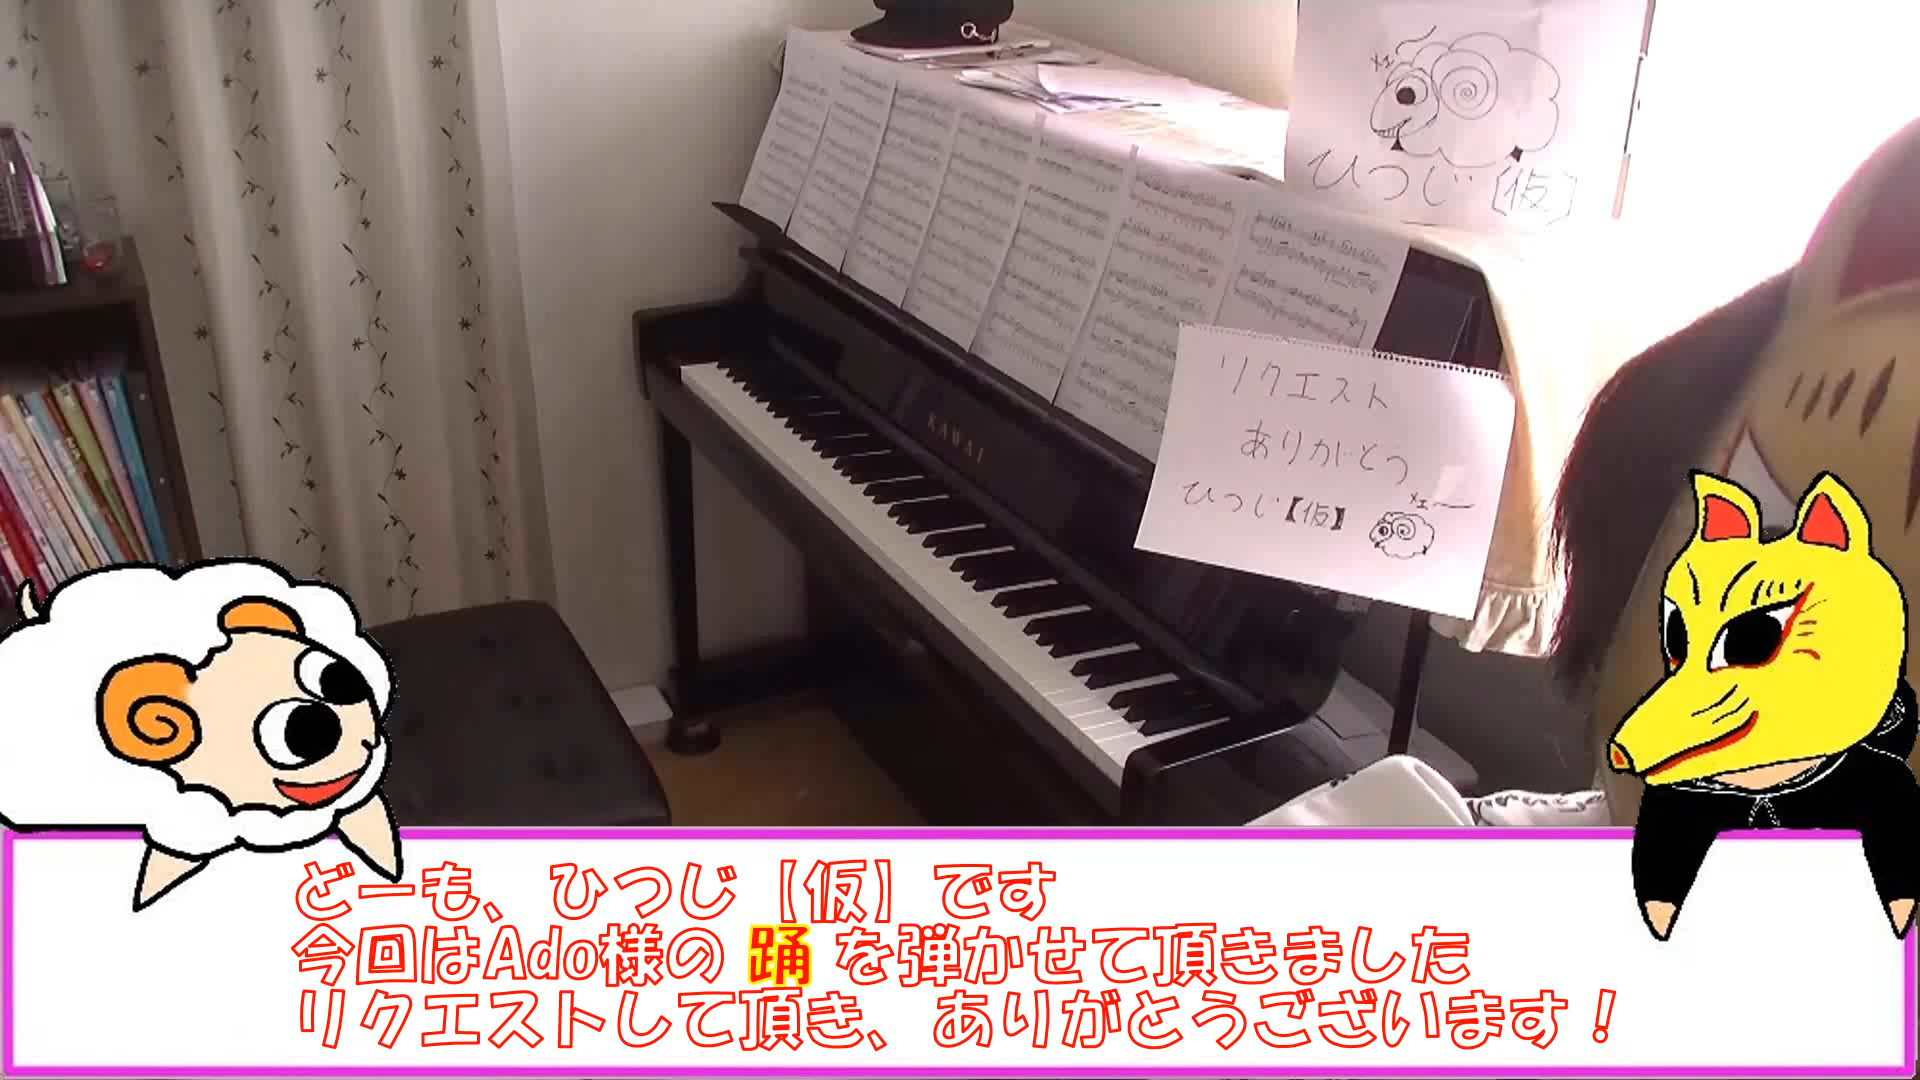 メェ
ひつじ【仮】
KAWAI
リクエスト
ありがとう
ひつじ【仮】
メェ〜
どーも、ひつじ【仮】です
今回はAdo様の 踊 を弾かせて頂きました
リクエストして頂き、ありがとうございます！